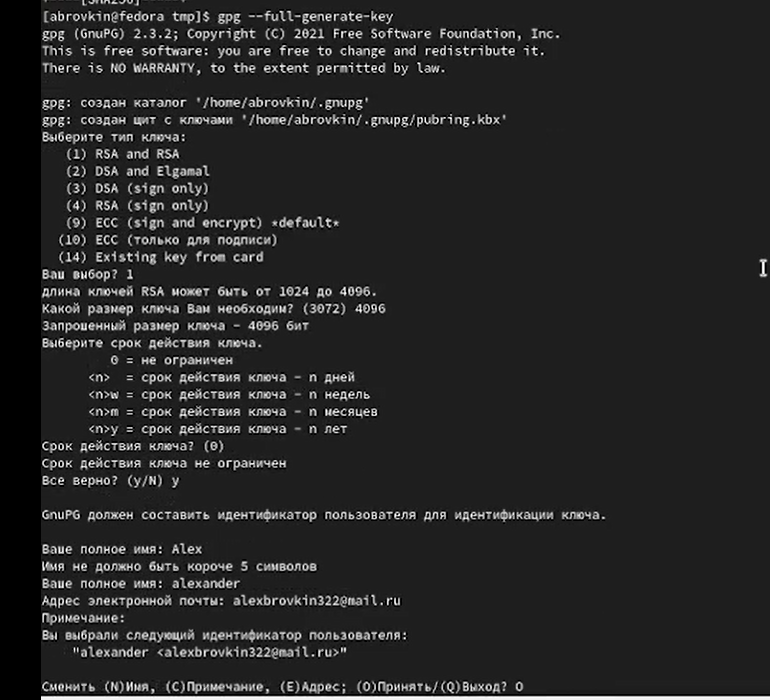 [abrovkin@fedora tmp]$ gpg --full-generate-key
gpg (GnuPG) 2.3.2; Copyright (C) 2021 Free Software Foundation, Inc.
This is free software: you are free to change and redistribute it.
There is NO WARRANTY, to the extent permitted by law.
gpg: создан каталог '/home/abrovkin/.gnupg'
gpg: создан щит с ключами '/home/abrovkin/.gnupg/pubring.kbx'
Выберите тип ключа:
(1) RSA and RSA
(2) DSA and Elgamal
(3) DSA (sign only)
(4) RSA (sign only)
(9) ECC (sign and encrypt) *default*
(10) ECC (только для подписи)
(14) Existing key from card
Ваш выбор? 1
длина ключей RSA может быть от 1024 до 4096.
Какой размер ключа Вам необходим? (3072) 4096
Запрошенный размер ключа - 4096 бит
Выберите срок действия ключа.
0 = не ограничен
<n> = срок действия ключа - n дней
<n>w = срок действия ключа - n недель
<n>m = срок действия ключа - n месяцев
<n>y = срок действия ключа - n лет
Срок действия ключа? (0)
Срок действия ключа не ограничен
Все верно? (y/N) y
GnuPG должен составить идентификатор пользователя для идентификации ключа.
Ваше полное имя: Alex
Имя не должно быть короче 5 символов
Ваше полное имя: alexander
Адрес электронной почты: alexbrovkin322@mail.ru
Примечание:
Вы выбрали следующий идентификатор пользователя:
"alexander <alexbrovkin322@mail.ru>"
Сменить (N)Имя, (C)Примечание, (E)Адрес; (O)Принять/(Q)Выход? O